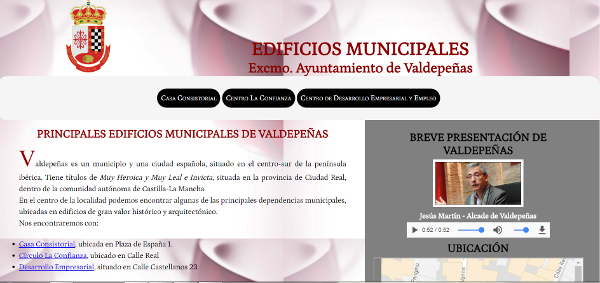 EDIFICIOS MUNICIPALES
Excmo. Ayuntamiento de Valdepeñas
Casa Consistorial
Centro La Confianza
Centro de Desarrollo Empresarial y Empleo
PRINCIPALES EDIFICIOS MUNICIPALES DE VALDEPEÑAS
Valdepeñas es un municipio y una ciudad española, situado en el centro-sur de la península
ibérica. Tiene títulos de Muy Heroica y Muy Leal e Invicta, situada en la provincia de Ciudad Real,
dentro de la comunidad autónoma de Castilla-La Mancha.
En el centro de la localidad podemos encontrar algunas de las principales dependencias municipales,
ubicadas en edificios de gran valor histórico y arquitectónico.
Nos encontraremos con:
Casa Consistorial, ubicada en Plaza de España 1.
Círculo La Confianza, ubicado en Calle Real
Desarrollo Empresarial, situado en Calle Castellanos 23
BREVE PRESENTACIÓN DE
VALDEPEÑAS
Jesús Martín - Alcade de Valdepeñas
0:52 / 0:52
UBICACIÓN